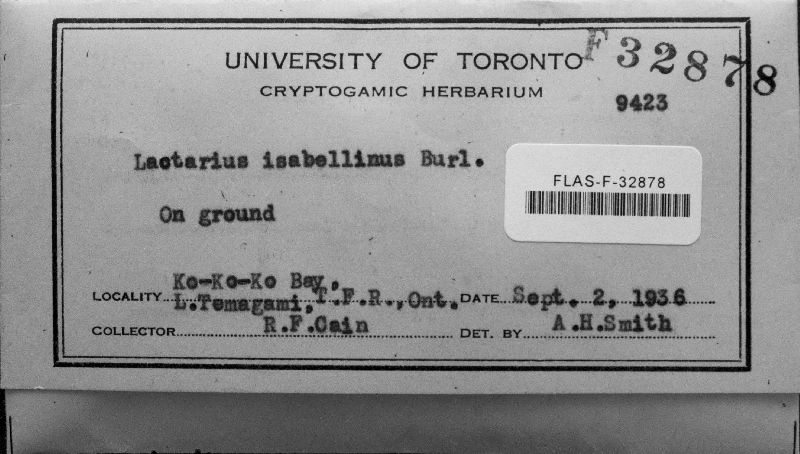 UNIVERSITY OF TORONTO
F32878
CRYPTOGAMIC HERBARIUM
9423
Lactarius isabellinus Burl.
FLAS-F-32878
On ground
Ko-Ko-Ko Bay,
LOCALITY L.Temagami,T.F.R.,Ont. DATE Sept. 2, 1936
COLLECTOR R.F.Cain DET. BY A.H.Smith